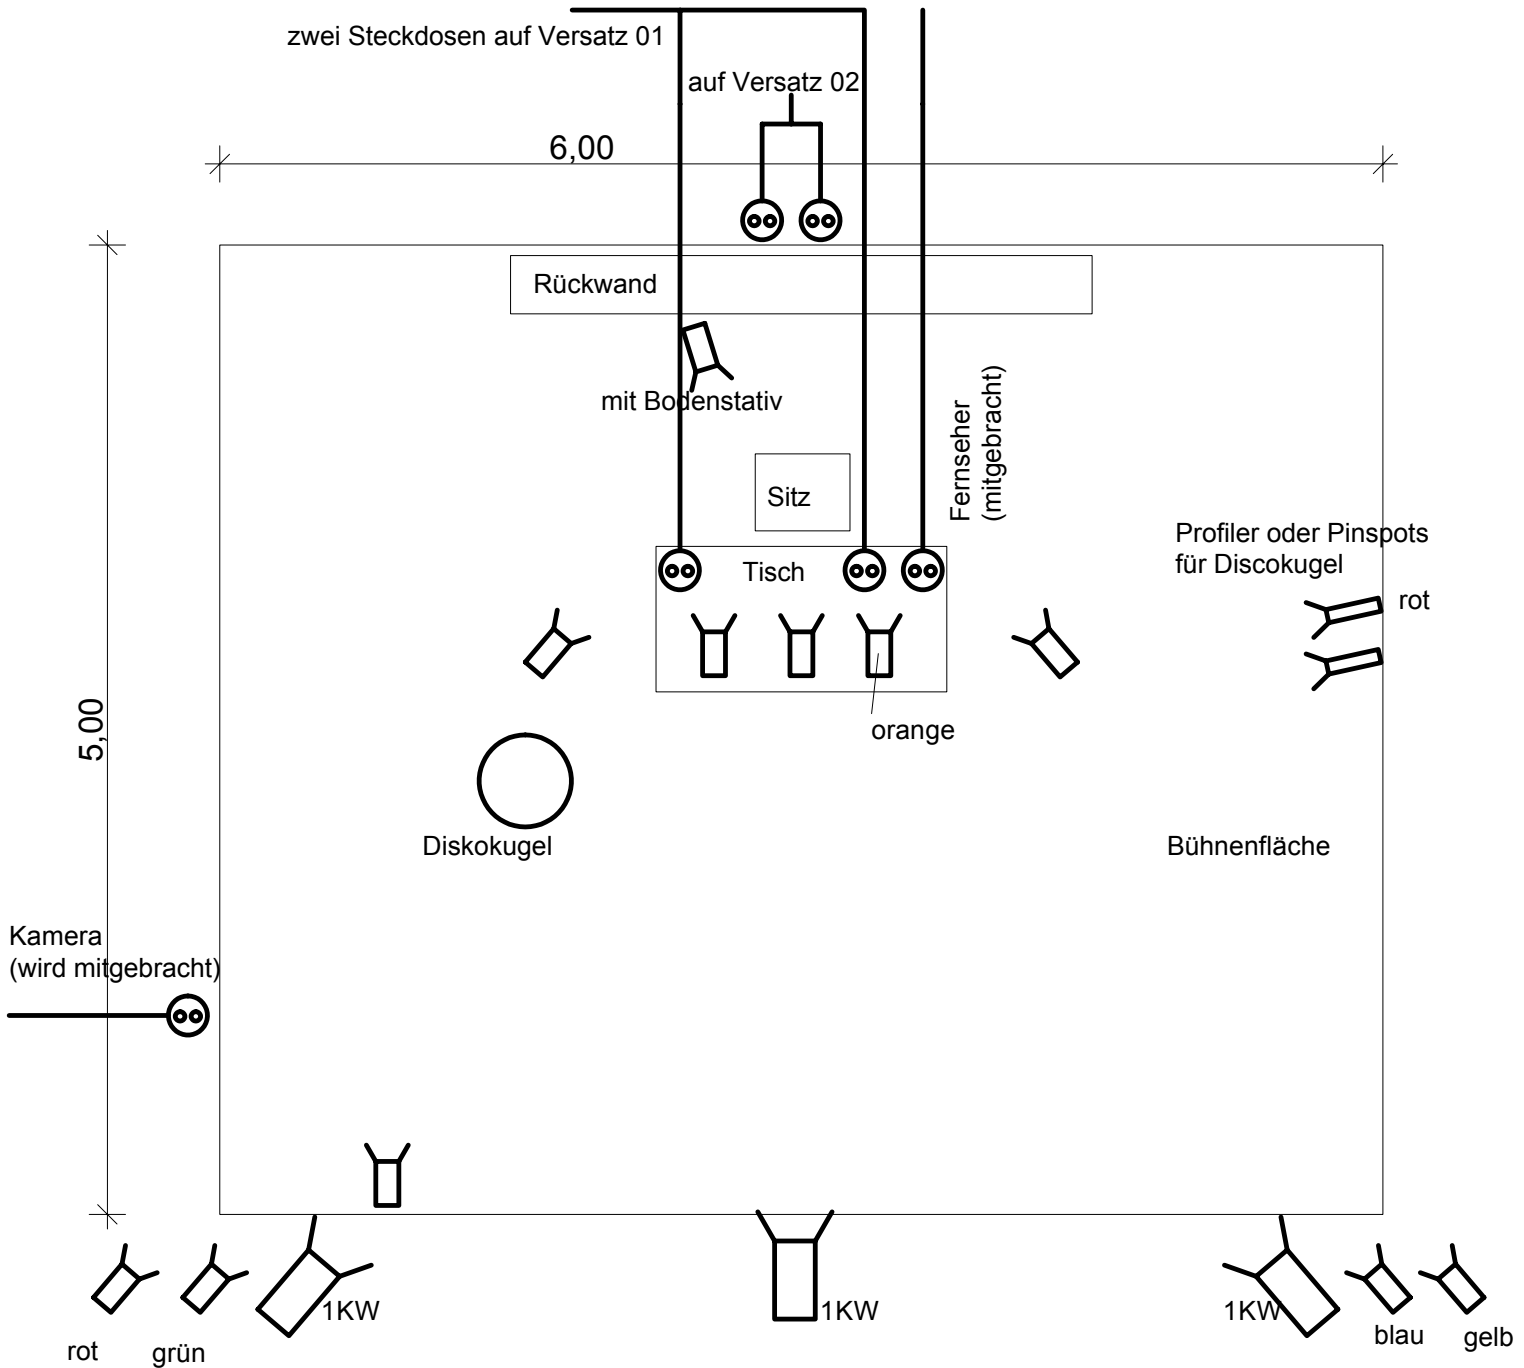 zwei Steckdosen auf Versatz 01
auf Versatz 02
6,00
Rückwand
mit Bodenstativ
Fernseher
(mitgebracht)
Sitz
Tisch
Profiler oder Pinspots
für Discokugel
rot
orange
5,00
Diskokugel
Bühnenfläche
Kamera
(wird mitgebracht)
1KW
1KW
1KW
rot
grün
blau
gelb